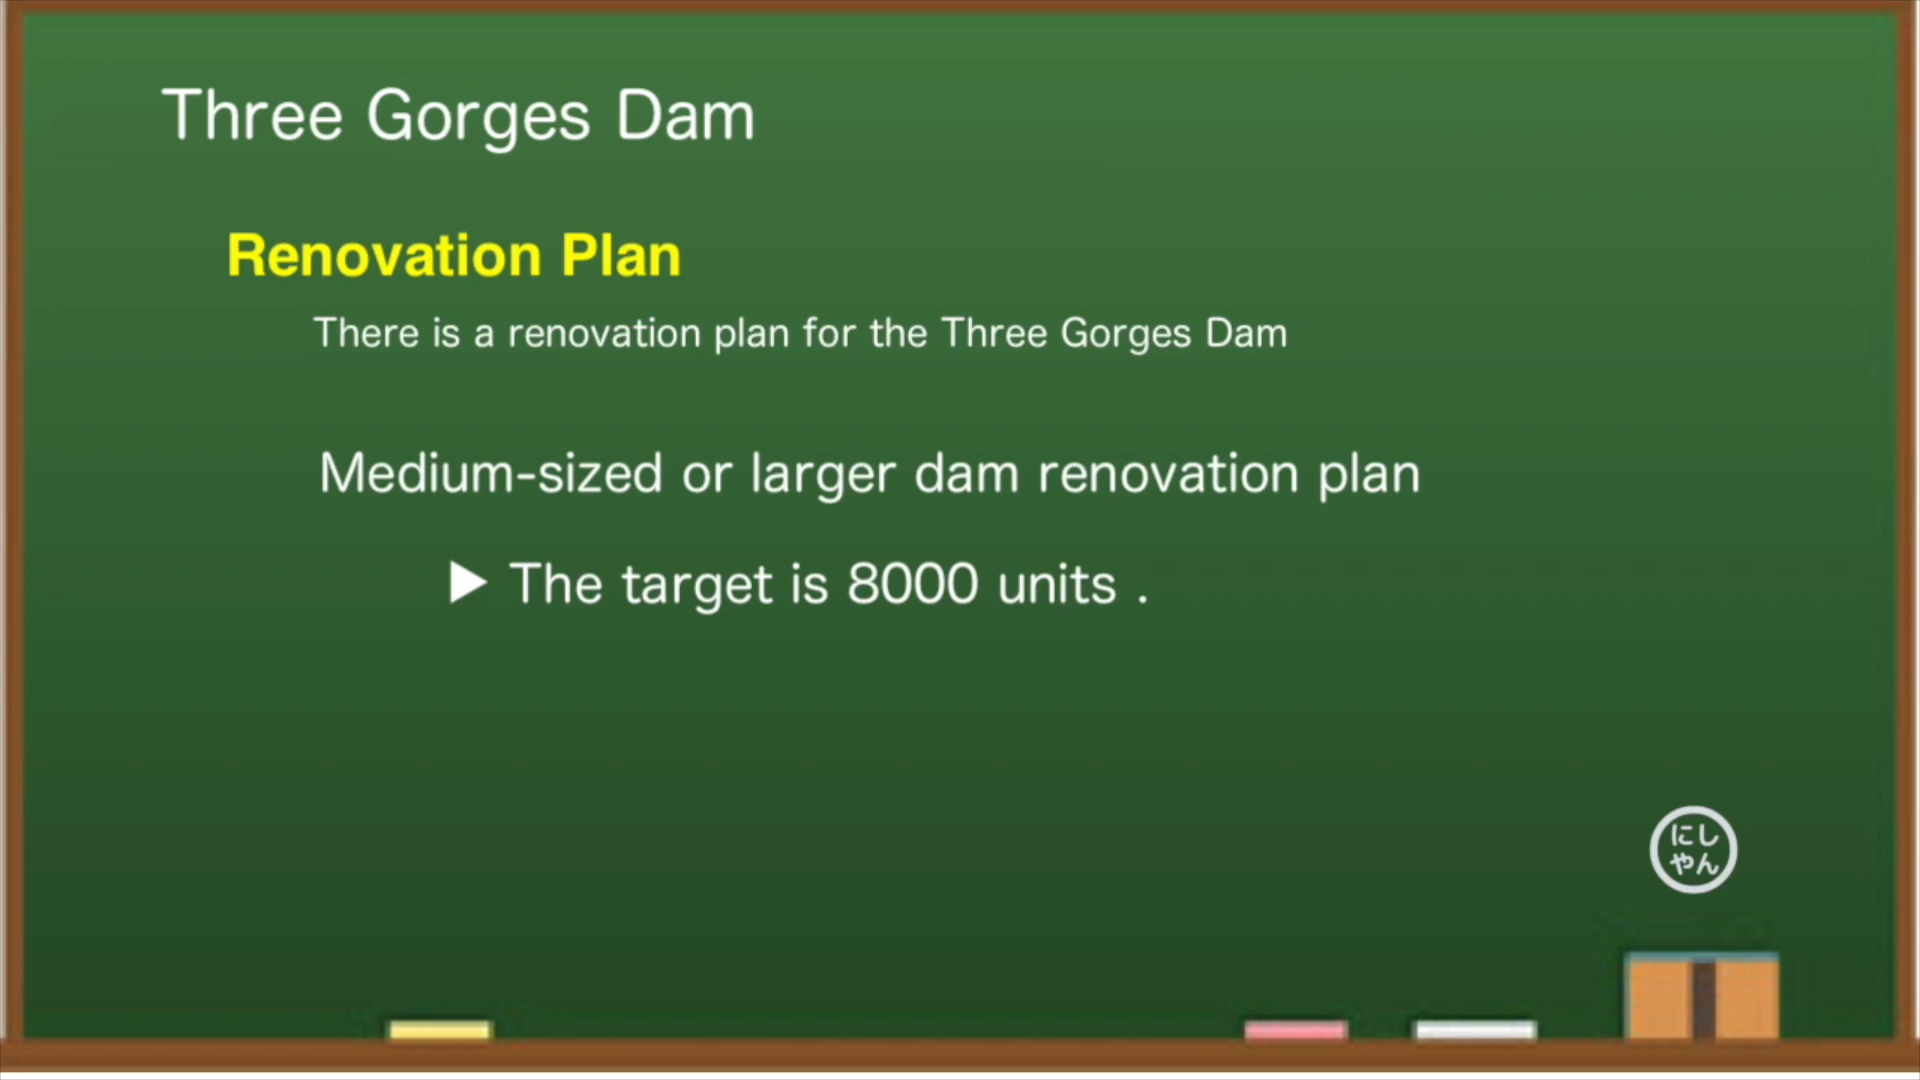 Three Gorges Dam
Renovation Plan
There is a renovation plan for the Three Gorges Dam
Medium-sized or larger dam renovation plan
▶ The target is 8000 units .
にし
やん